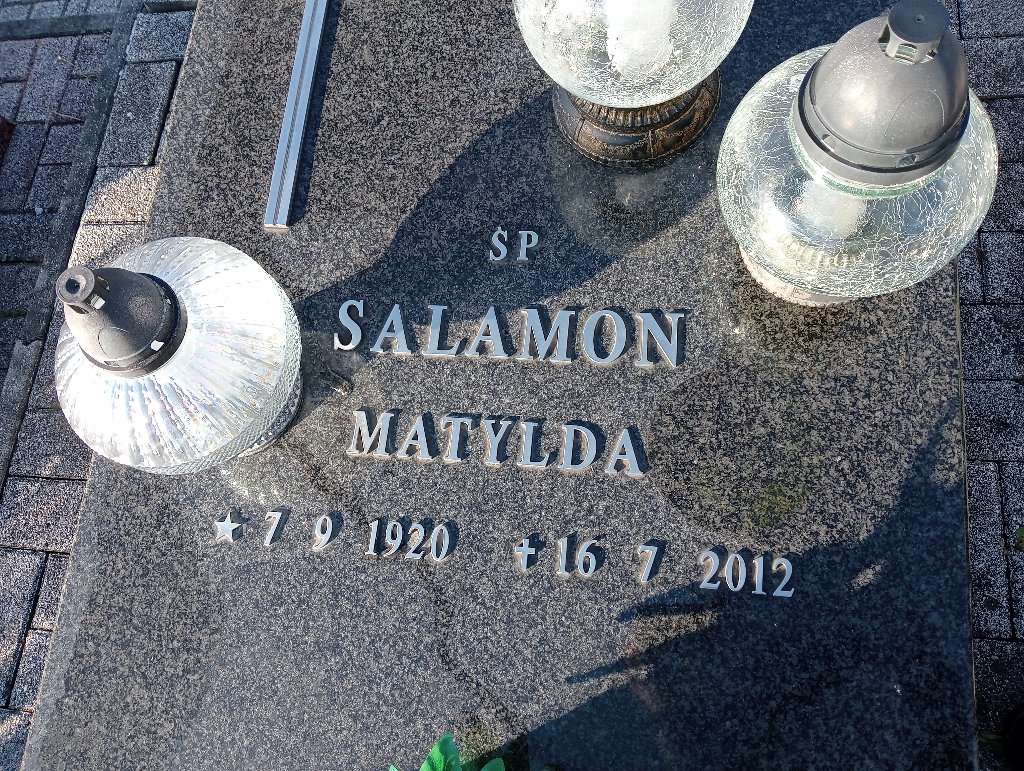 ŚP
SALAMON
MATYLDA
★ 7 9 1920 ✝ 16 7 2012